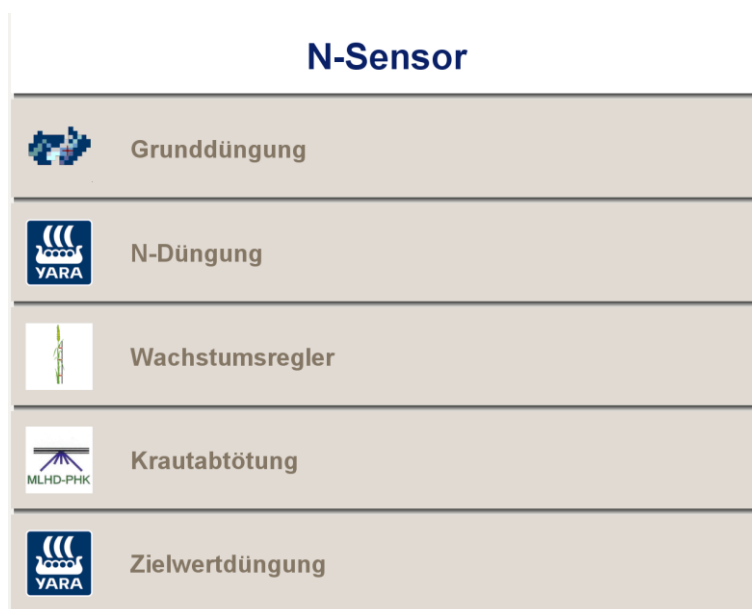 N-Sensor
Grunddüngung
YARA
N-Düngung
Wachstumsregler
MLHD-PHK
Krautabtötung
YARA
Zielwertdüngung